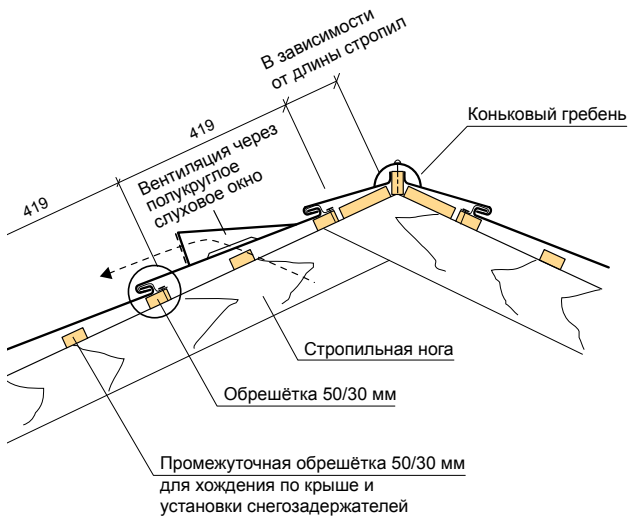 В зависимости
от длины стропил
Коньковый гребень
419
Вентиляция через
полукруглое
слуховое окно
419
Стропильная нога
Обрешётка 50/30 мм
Промежуточная обрешётка 50/30 мм
для хождения по крыше и
установки снегозадержателей